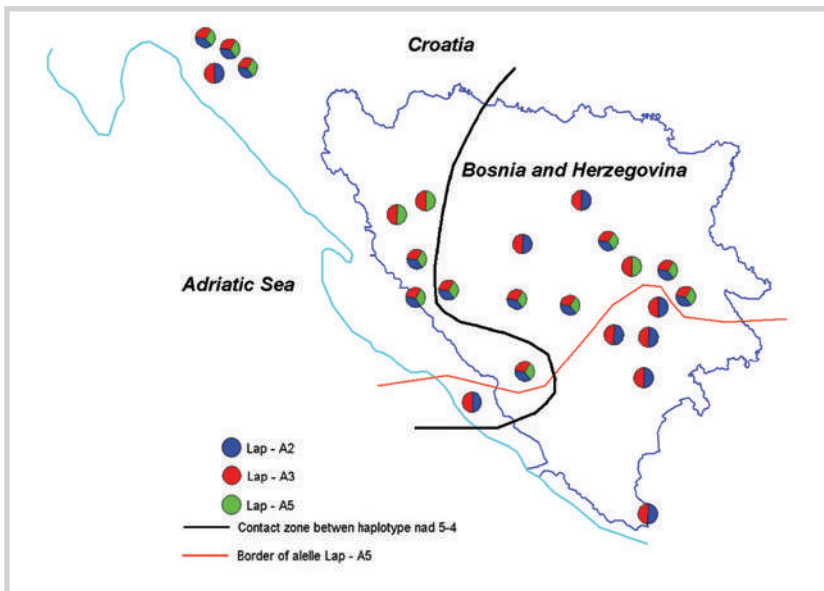 Croatia
Bosnia and Herzegovina
Adriatic Sea
Lap - A2
Lap - A3
Lap - A5
Contact zone betwen haplotype nad 5-4
Border of alelle Lap - A5